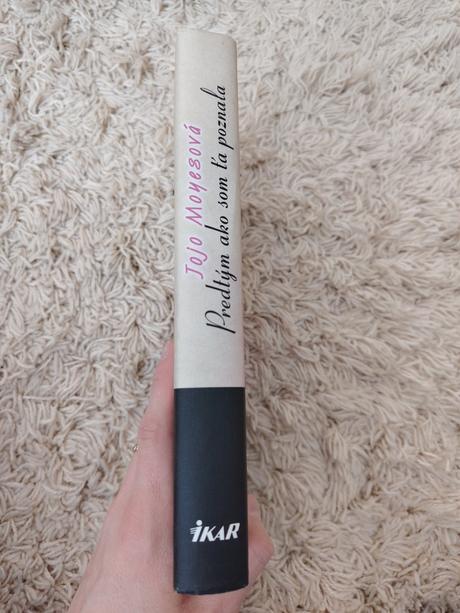 Jojo Moyesová
Predtým ako som ťa poznala
iKAR